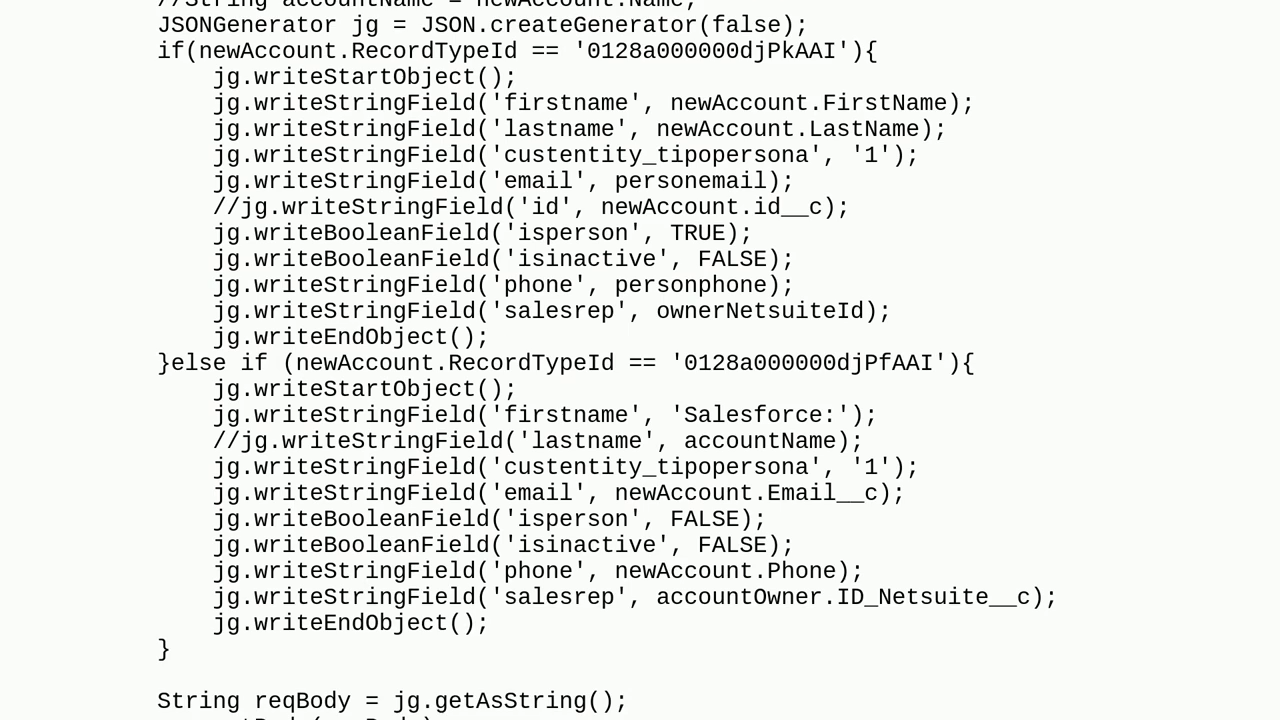 //String accountName = newAccount.Name;
JSONGenerator jg = JSON.createGenerator(false);
if(newAccount.RecordTypeId == '0128a000000djPkAAI'){
    jg.writeStartObject();
    jg.writeStringField('firstname', newAccount.FirstName);
    jg.writeStringField('lastname', newAccount.LastName);
    jg.writeStringField('custentity_tipopersona', '1');
    jg.writeStringField('email', personemail);
    //jg.writeStringField('id', newAccount.id__c);
    jg.writeBooleanField('isperson', TRUE);
    jg.writeBooleanField('isinactive', FALSE);
    jg.writeStringField('phone', personphone);
    jg.writeStringField('salesrep', ownerNetsuiteId);
    jg.writeEndObject();
}else if (newAccount.RecordTypeId == '0128a000000djPfAAI'){
    jg.writeStartObject();
    jg.writeStringField('firstname', 'Salesforce:');
    //jg.writeStringField('lastname', accountName);
    jg.writeStringField('custentity_tipopersona', '1');
    jg.writeStringField('email', newAccount.Email__c);
    jg.writeBooleanField('isperson', FALSE);
    jg.writeBooleanField('isinactive', FALSE);
    jg.writeStringField('phone', newAccount.Phone);
    jg.writeStringField('salesrep', accountOwner.ID_Netsuite__c);
    jg.writeEndObject();
}
String reqBody = jg.getAsString();